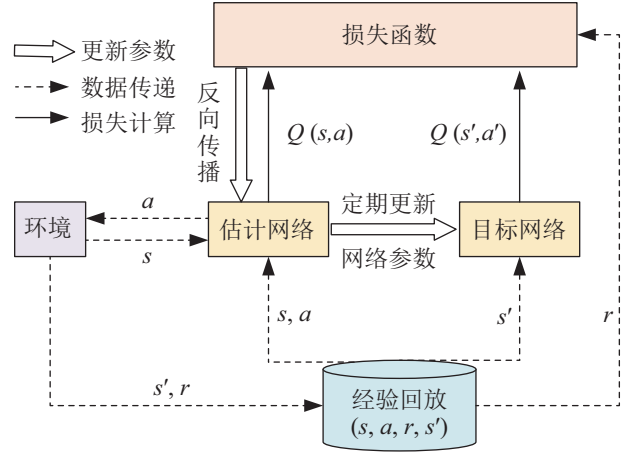 损失函数
更新参数
数据传递
损失计算
反向传播
Q (s,a)
Q (s′,a′)
a
环境
s
估计网络
定期更新
网络参数
目标网络
s, a
s′
r
s′, r
经验回放
(s, a, r, s′)